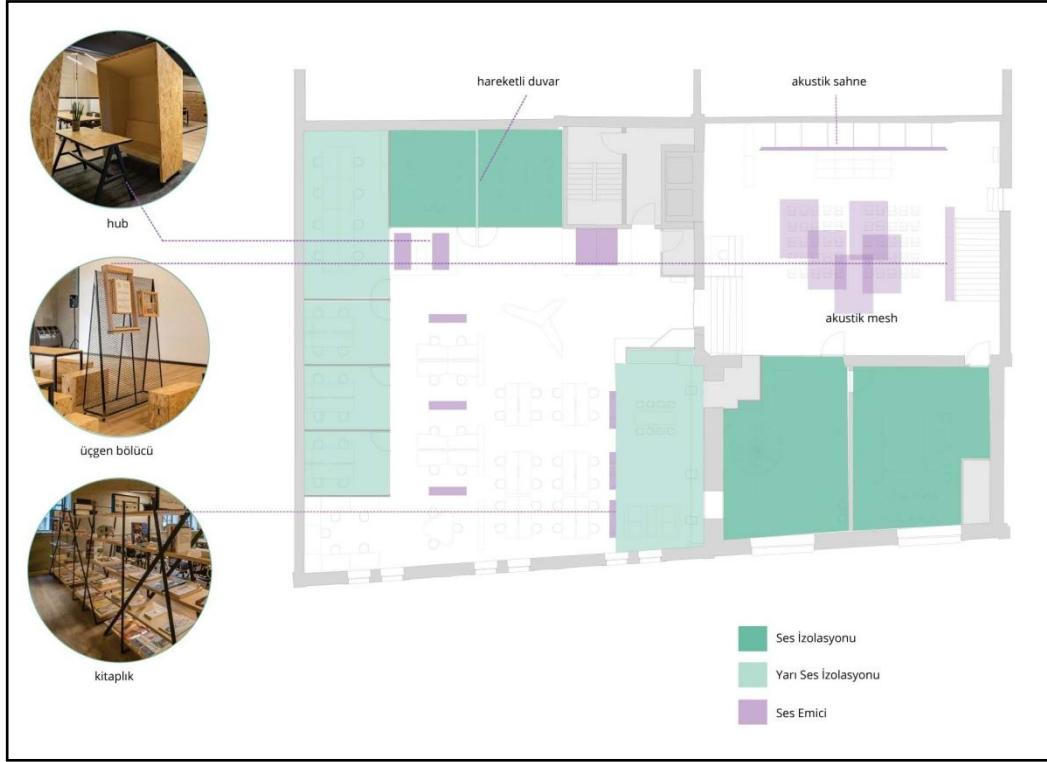 hareketli duvar
akustik sahne
hub
akustik mesh
üçgen bölücü
kitaplık
Ses İzolasyonu
Yarı Ses İzolasyonu
Ses Emici